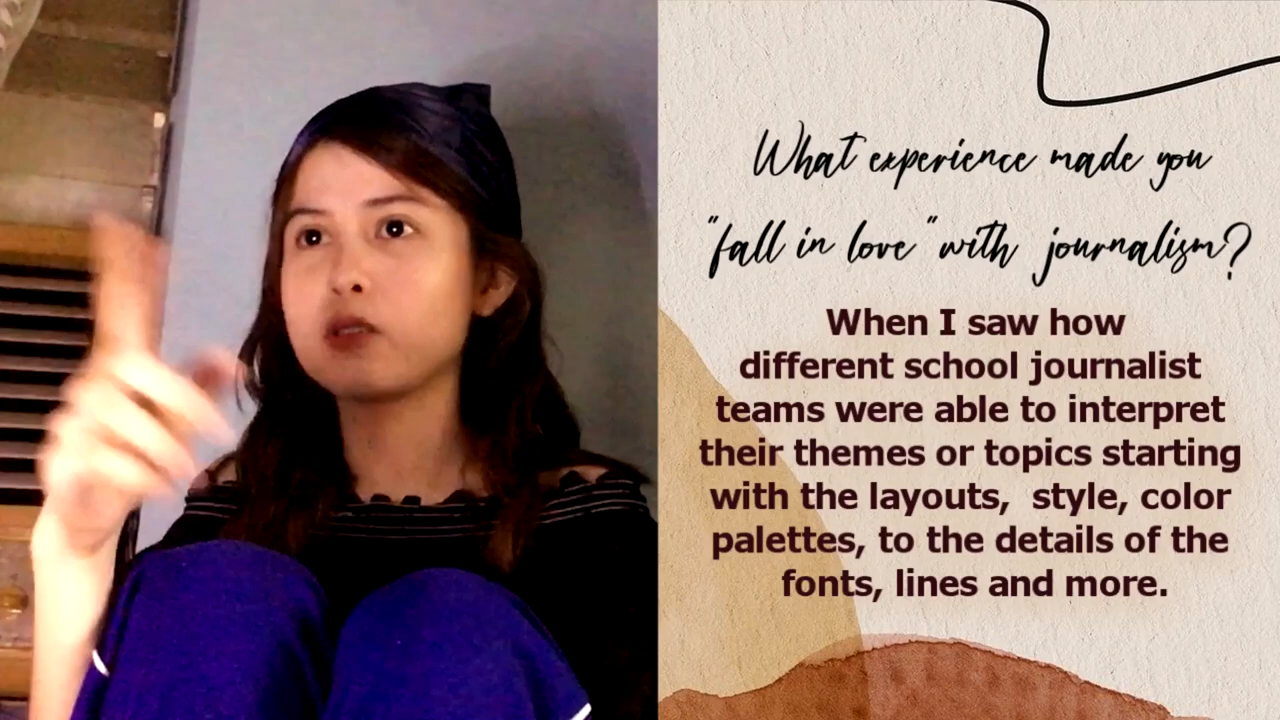 What experience made you
"fall in love" with journalism?
When I saw how
different school journalist
teams were able to interpret
their themes or topics starting
with the layouts, style, color
palettes, to the details of the
fonts, lines and more.